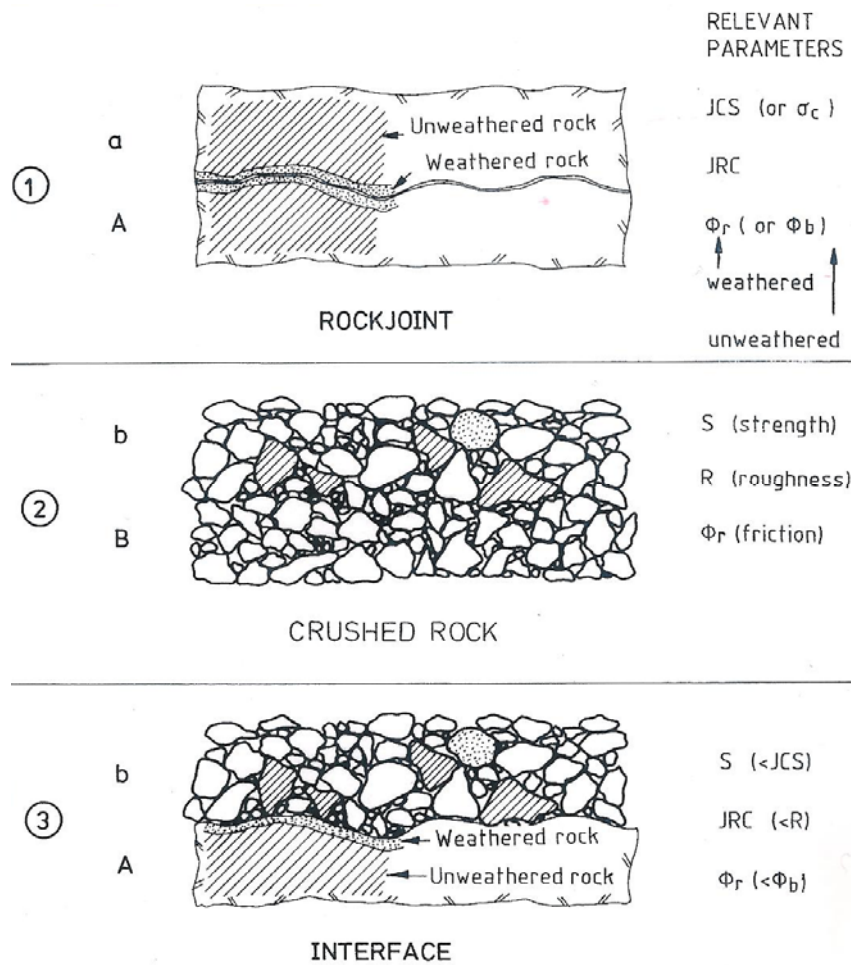 RELEVANT
PARAMETERS
1
a
A
Unweathered rock
Weathered rock
JCS (or σc)
JRC
Φr (or Φb)
weathered
unweathered
ROCKJOINT
2
b
B
S (strength)
R (roughness)
Φr (friction)
CRUSHED ROCK
3
b
A
Weathered rock
Unweathered rock
S (<JCS)
JRC (<R)
Φr (<Φb)
INTERFACE